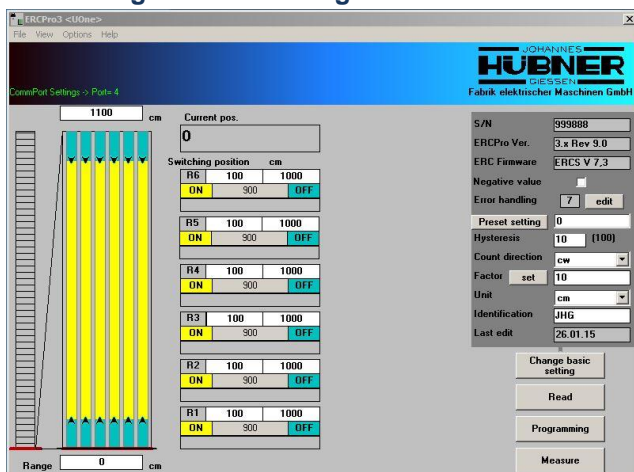 ERCPro3 <UOne>
File View Options Help
JOHANNES
HÜBNER
GIESSEN
Fabrik elektrischer Maschinen GmbH
CommPort Settings -> Port= 4
1100 cm
Current pos.
0
Switching position cm
R6 100 1000
ON 900 OFF
R5 100 1000
ON 900 OFF
R4 100 1000
ON 900 OFF
R3 100 1000
ON 900 OFF
R2 100 1000
ON 900 OFF
R1 100 1000
ON 900 OFF
Range 0 cm
S/N 999888
ERCPro Ver. 3.x Rev 9.0
ERC Firmware ERCS V 7,3
Negative value
Error handling 7 edit
Preset setting 0
Hysteresis 10 (100)
Count direction cw
Factor set 10
Unit cm
Identification JHG
Last edit 26.01.15
Change basic
setting
Read
Programming
Measure